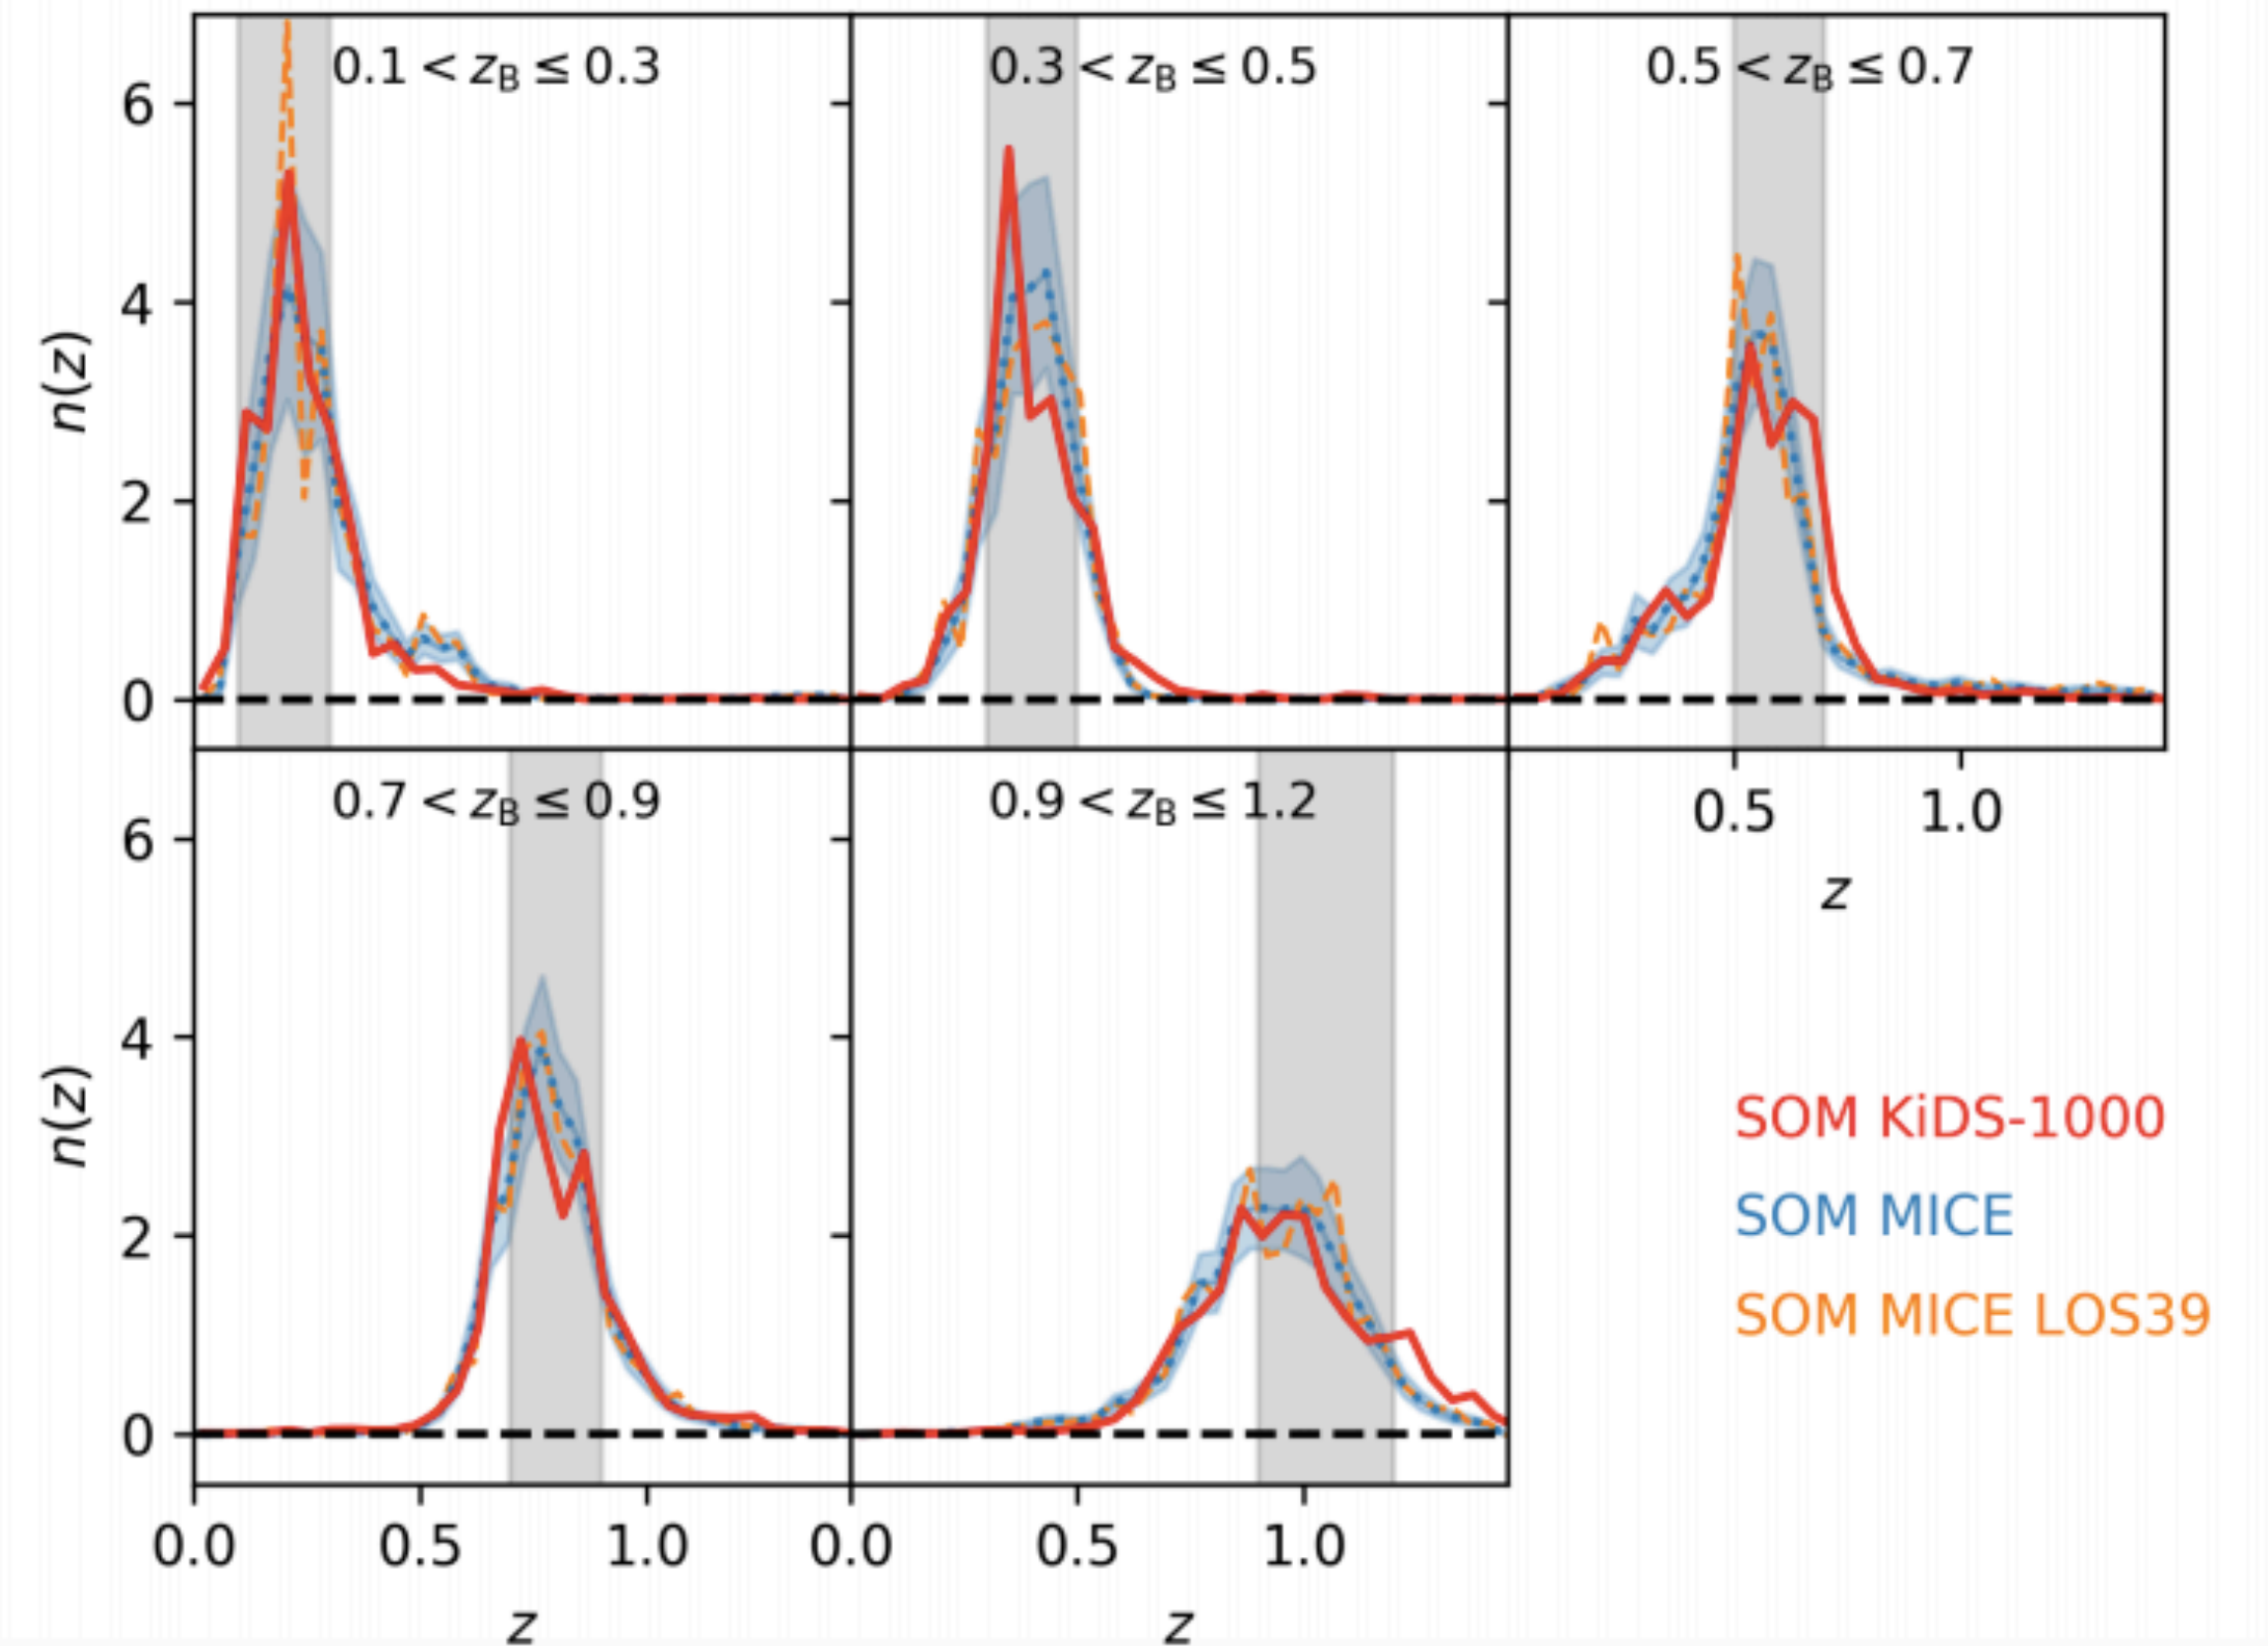 0.1 < z_B ≤ 0.3
0.3 < z_B ≤ 0.5
0.5 < z_B ≤ 0.7
6
4
2
0
n(z)
0.5 1.0
z
0.7 < z_B ≤ 0.9
0.9 < z_B ≤ 1.2
6
4
2
0
n(z)
SOM KiDS-1000
SOM MICE
SOM MICE LOS39
0.0 0.5 1.0 0.0 0.5 1.0
z z